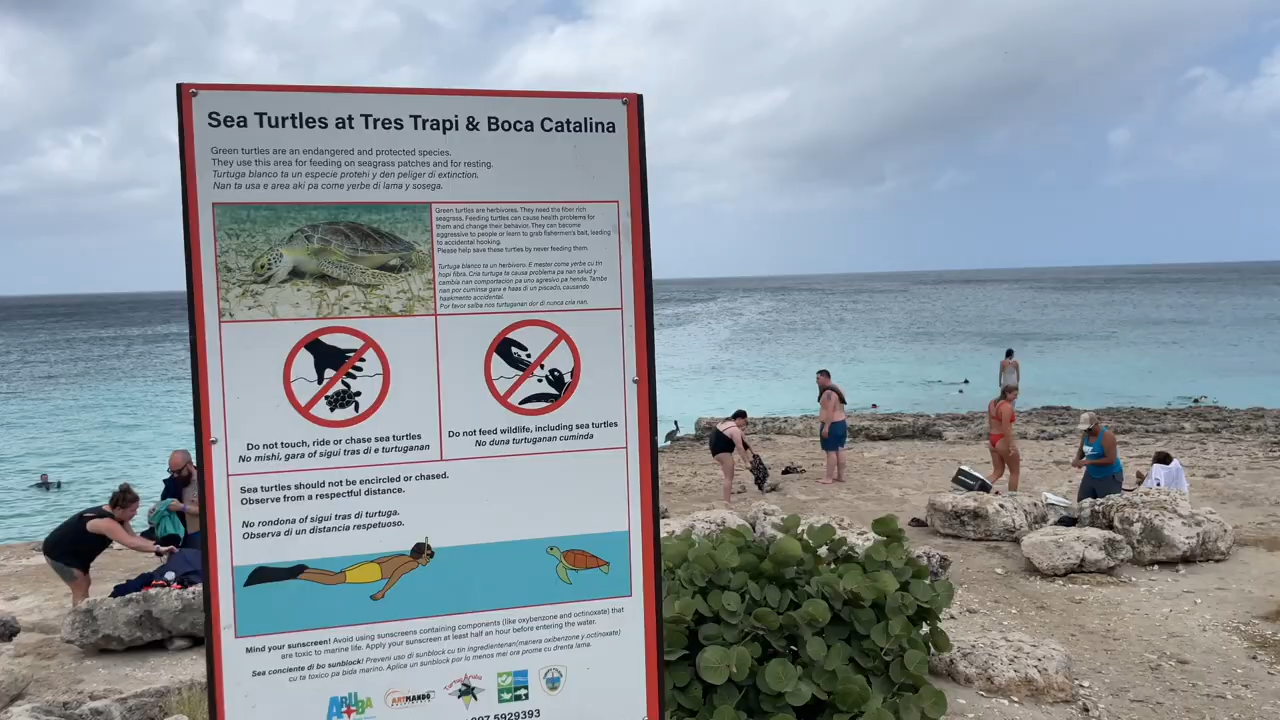 Sea Turtles at Tres Trapi & Boca Catalina
Green turtles are an endangered and protected species.
They use this area for feeding on seagrass patches and for resting.
Turtuga blanco ta un especie protehi y den peliger di extinction.
Nan ta usa e area aki pa come yerbe di lama y sosega.
Green turtles are herbivores. They need the fiber rich
seagrass. Feeding turtles can cause health problems for
them and change their behavior. They can become
aggressive to people or learn to grab fishermen's bait, leading
to accidental hooking.
Please help save these turtles by never feeding them.
Turtuga blanco ta un herbivoro. E mester come yerbe cu tin
hopi fibra. Cria turtuga ta causa problema pa nan salud y
cambia nan comportacion pa uno agresivo pa hende. Tambe
nan por cuminsa gara e haas di un piscado, causando
haakmento accidental.
Por favor salba nos turtuganan dor di nunca cria nan.
Do not touch, ride or chase sea turtles
No mishi, gara of sigui tras di e turtuganan
Do not feed wildlife, including sea turtles
No duna turtuganan cuminda
Sea turtles should not be encircled or chased.
Observe from a respectful distance.
No rondona of sigui tras di turtuga.
Observa di un distancia respetuoso.
Mind your sunscreen! Avoid using sunscreens containing components (like oxybenzone and octinoxate) that
are toxic to marine life. Apply your sunscreen at least half an hour before entering the water.
Sea conciente di bo sunblock! Preveni uso di sunblock cu tin ingredientenan(manera oxibenzone y octinoxate)
cu ta toxico pa bida marino. Aplica un sunblock por lo menos mei ora prome cu drenta lama.
ARUBA
ARTMANDO
TurtugAruba
297 5929393